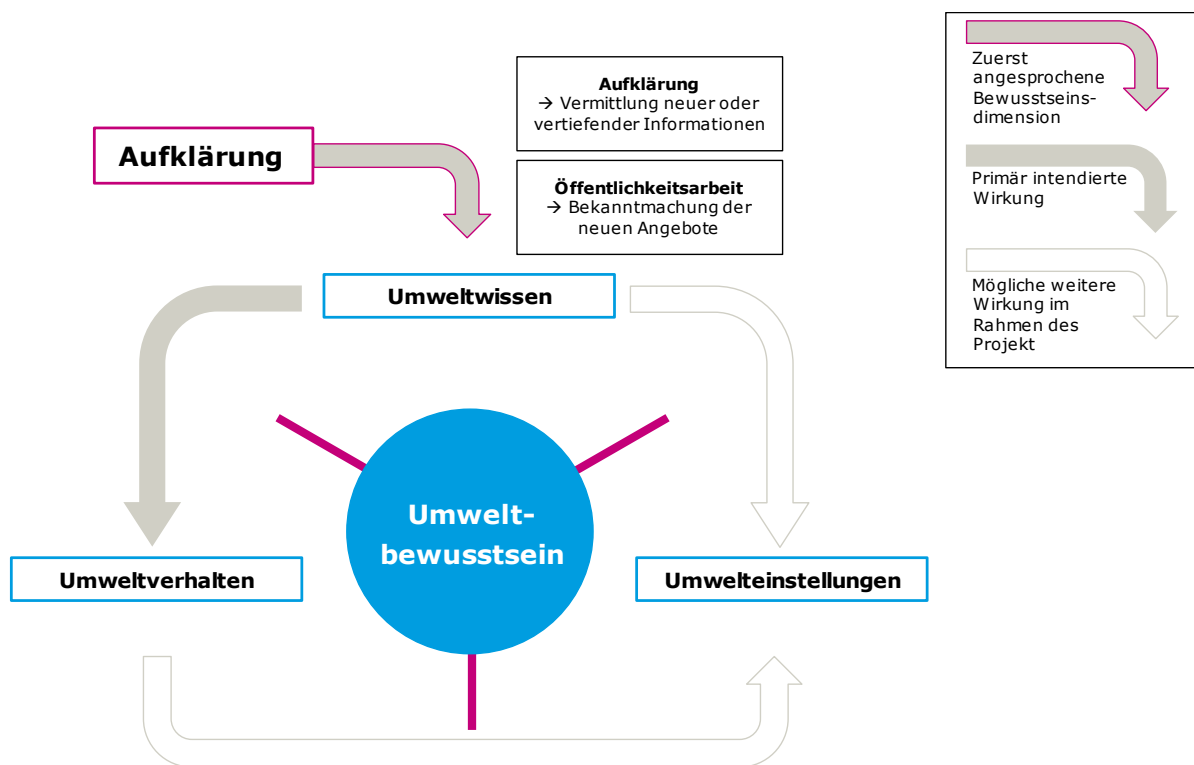 Aufklärung
→ Vermittlung neuer oder
vertiefender Informationen
Aufklärung
Öffentlichkeitsarbeit
→ Bekanntmachung der
neuen Angebote
Umweltwissen
Umwelt-
bewusstsein
Umweltverhalten
Umwelteinstellungen
Zuerst
angesprochene
Bewusstseins-
dimension
Primär intendierte
Wirkung
Mögliche weitere
Wirkung im
Rahmen des
Projekt